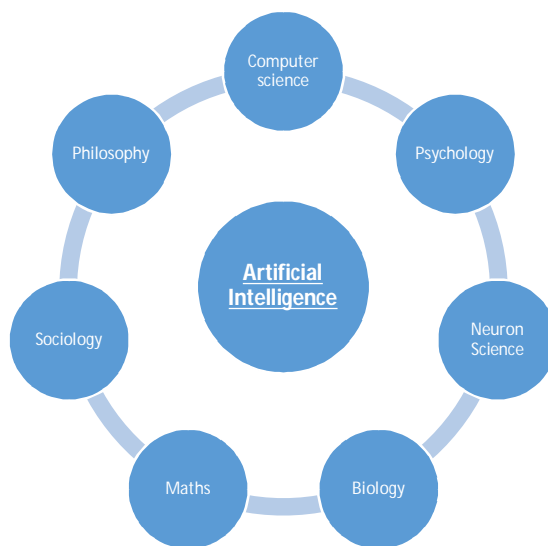 Computer
science
Philosophy
Psychology
Artificial
Intelligence
Sociology
Neuron
Science
Maths
Biology